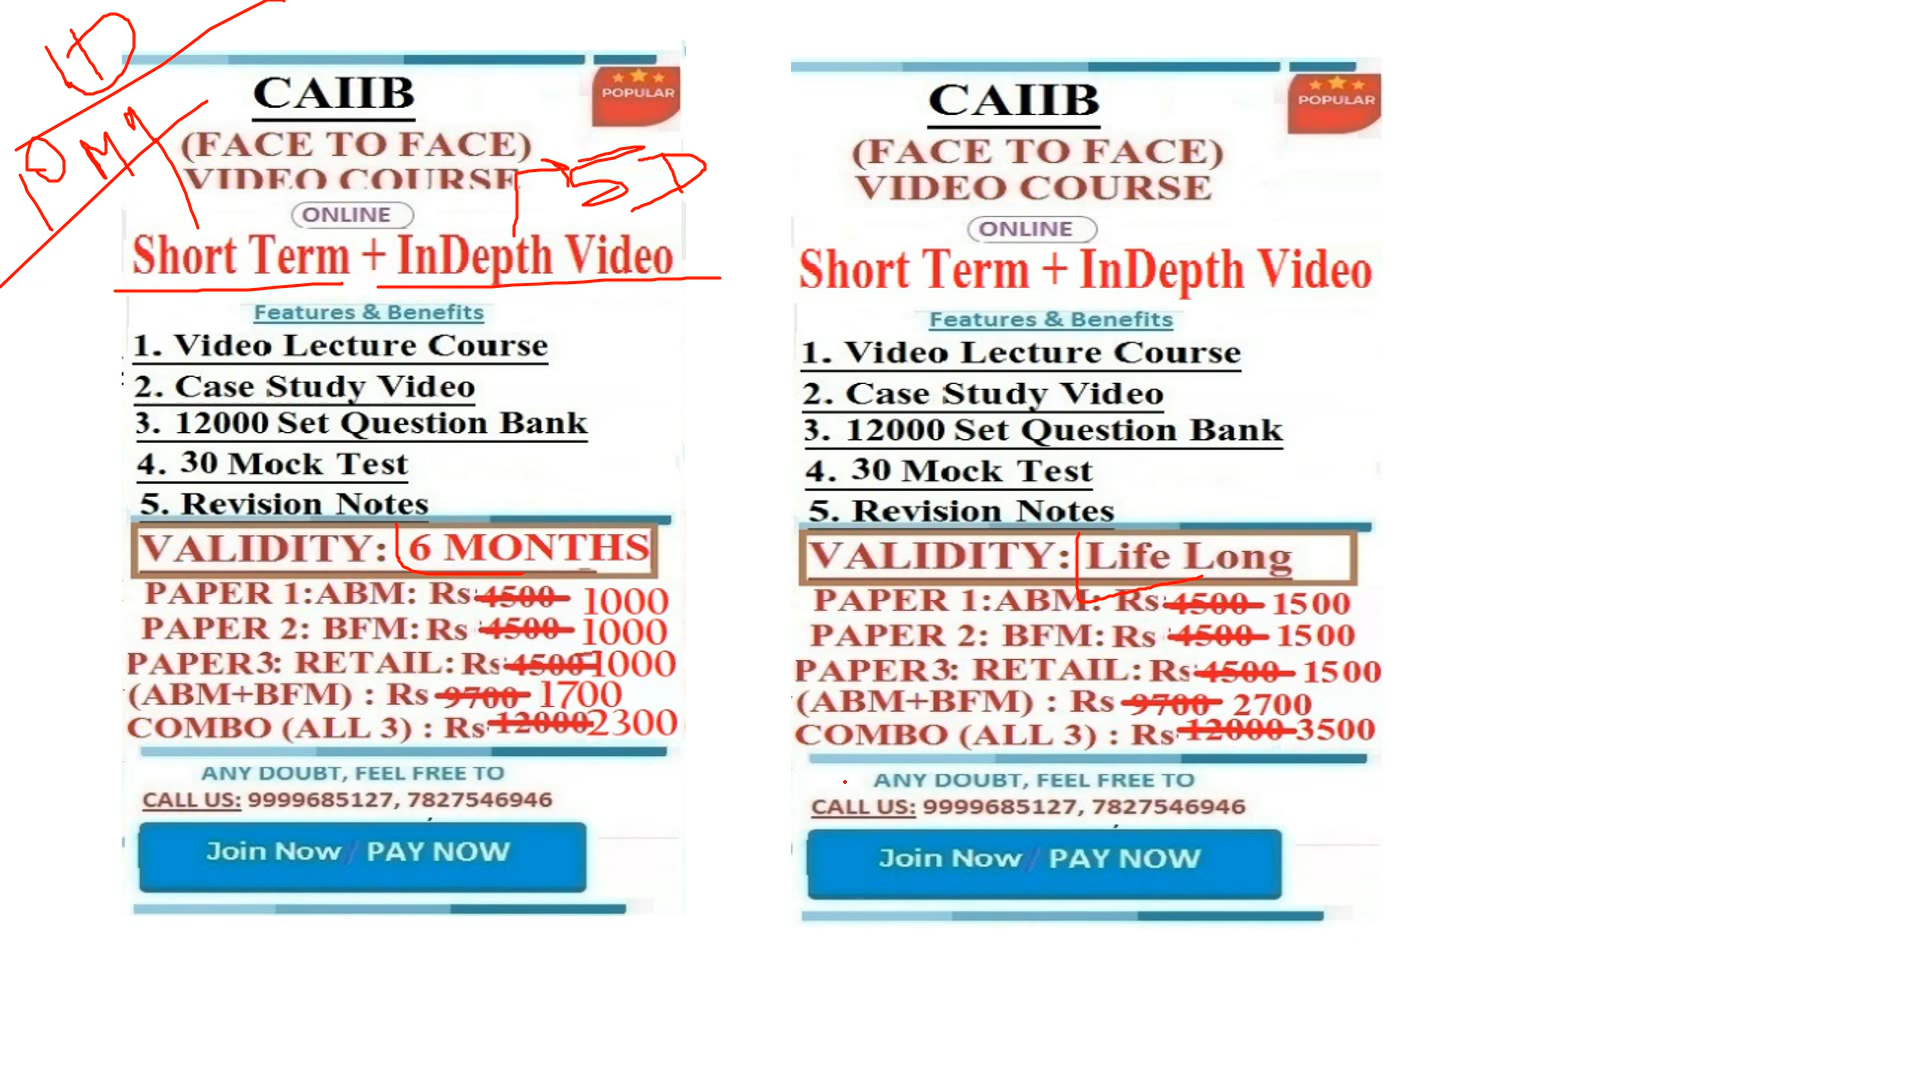 CAIIB
POPULAR
(FACE TO FACE)
VIDEO COURSE
ONLINE
Short Term + InDepth Video
Features & Benefits
1. Video Lecture Course
2. Case Study Video
3. 12000 Set Question Bank
4. 30 Mock Test
5. Revision Notes
VALIDITY: 6 MONTHS
PAPER 1:ABM: Rs 4500 1000
PAPER 2: BFM: Rs 4500 1000
PAPER3: RETAIL: Rs 4500 1000
(ABM+BFM) : Rs 9700 1700
COMBO (ALL 3) : Rs 12000 2300
ANY DOUBT, FEEL FREE TO
CALL US: 9999685127, 7827546946
Join Now / PAY NOW
CAIIB
POPULAR
(FACE TO FACE)
VIDEO COURSE
ONLINE
Short Term + InDepth Video
Features & Benefits
1. Video Lecture Course
2. Case Study Video
3. 12000 Set Question Bank
4. 30 Mock Test
5. Revision Notes
VALIDITY: Life Long
PAPER 1:ABM: Rs 4500 1500
PAPER 2: BFM: Rs 4500 1500
PAPER3: RETAIL: Rs 4500 1500
(ABM+BFM) : Rs 9700 2700
COMBO (ALL 3) : Rs 12000 3500
ANY DOUBT, FEEL FREE TO
CALL US: 9999685127, 7827546946
Join Now / PAY NOW